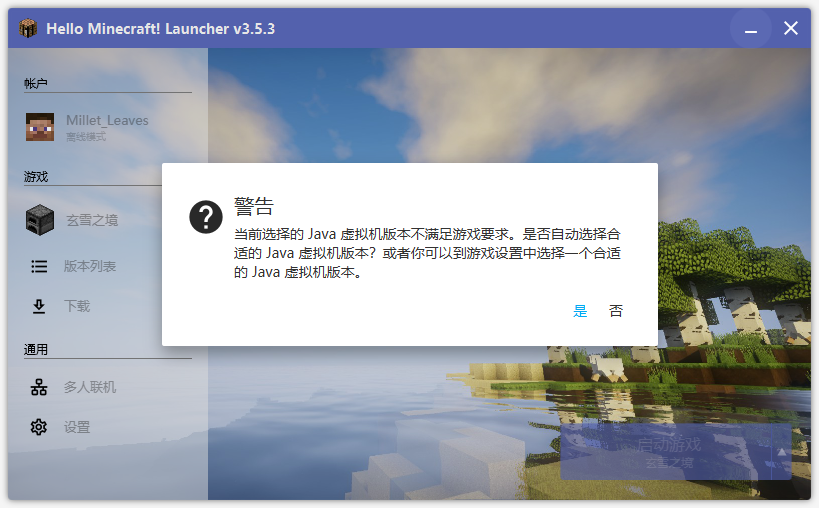 Hello Minecraft! Launcher v3.5.3
帐户
Millet_Leaves
离线模式
游戏
玄雪之境
版本列表
下载
通用
多人联机
设置
警告
当前选择的 Java 虚拟机版本不满足游戏要求。是否自动选择合
适的 Java 虚拟机版本？或者你可以到游戏设置中选择一个合适
的 Java 虚拟机版本。
是 否
启动游戏
玄雪之境